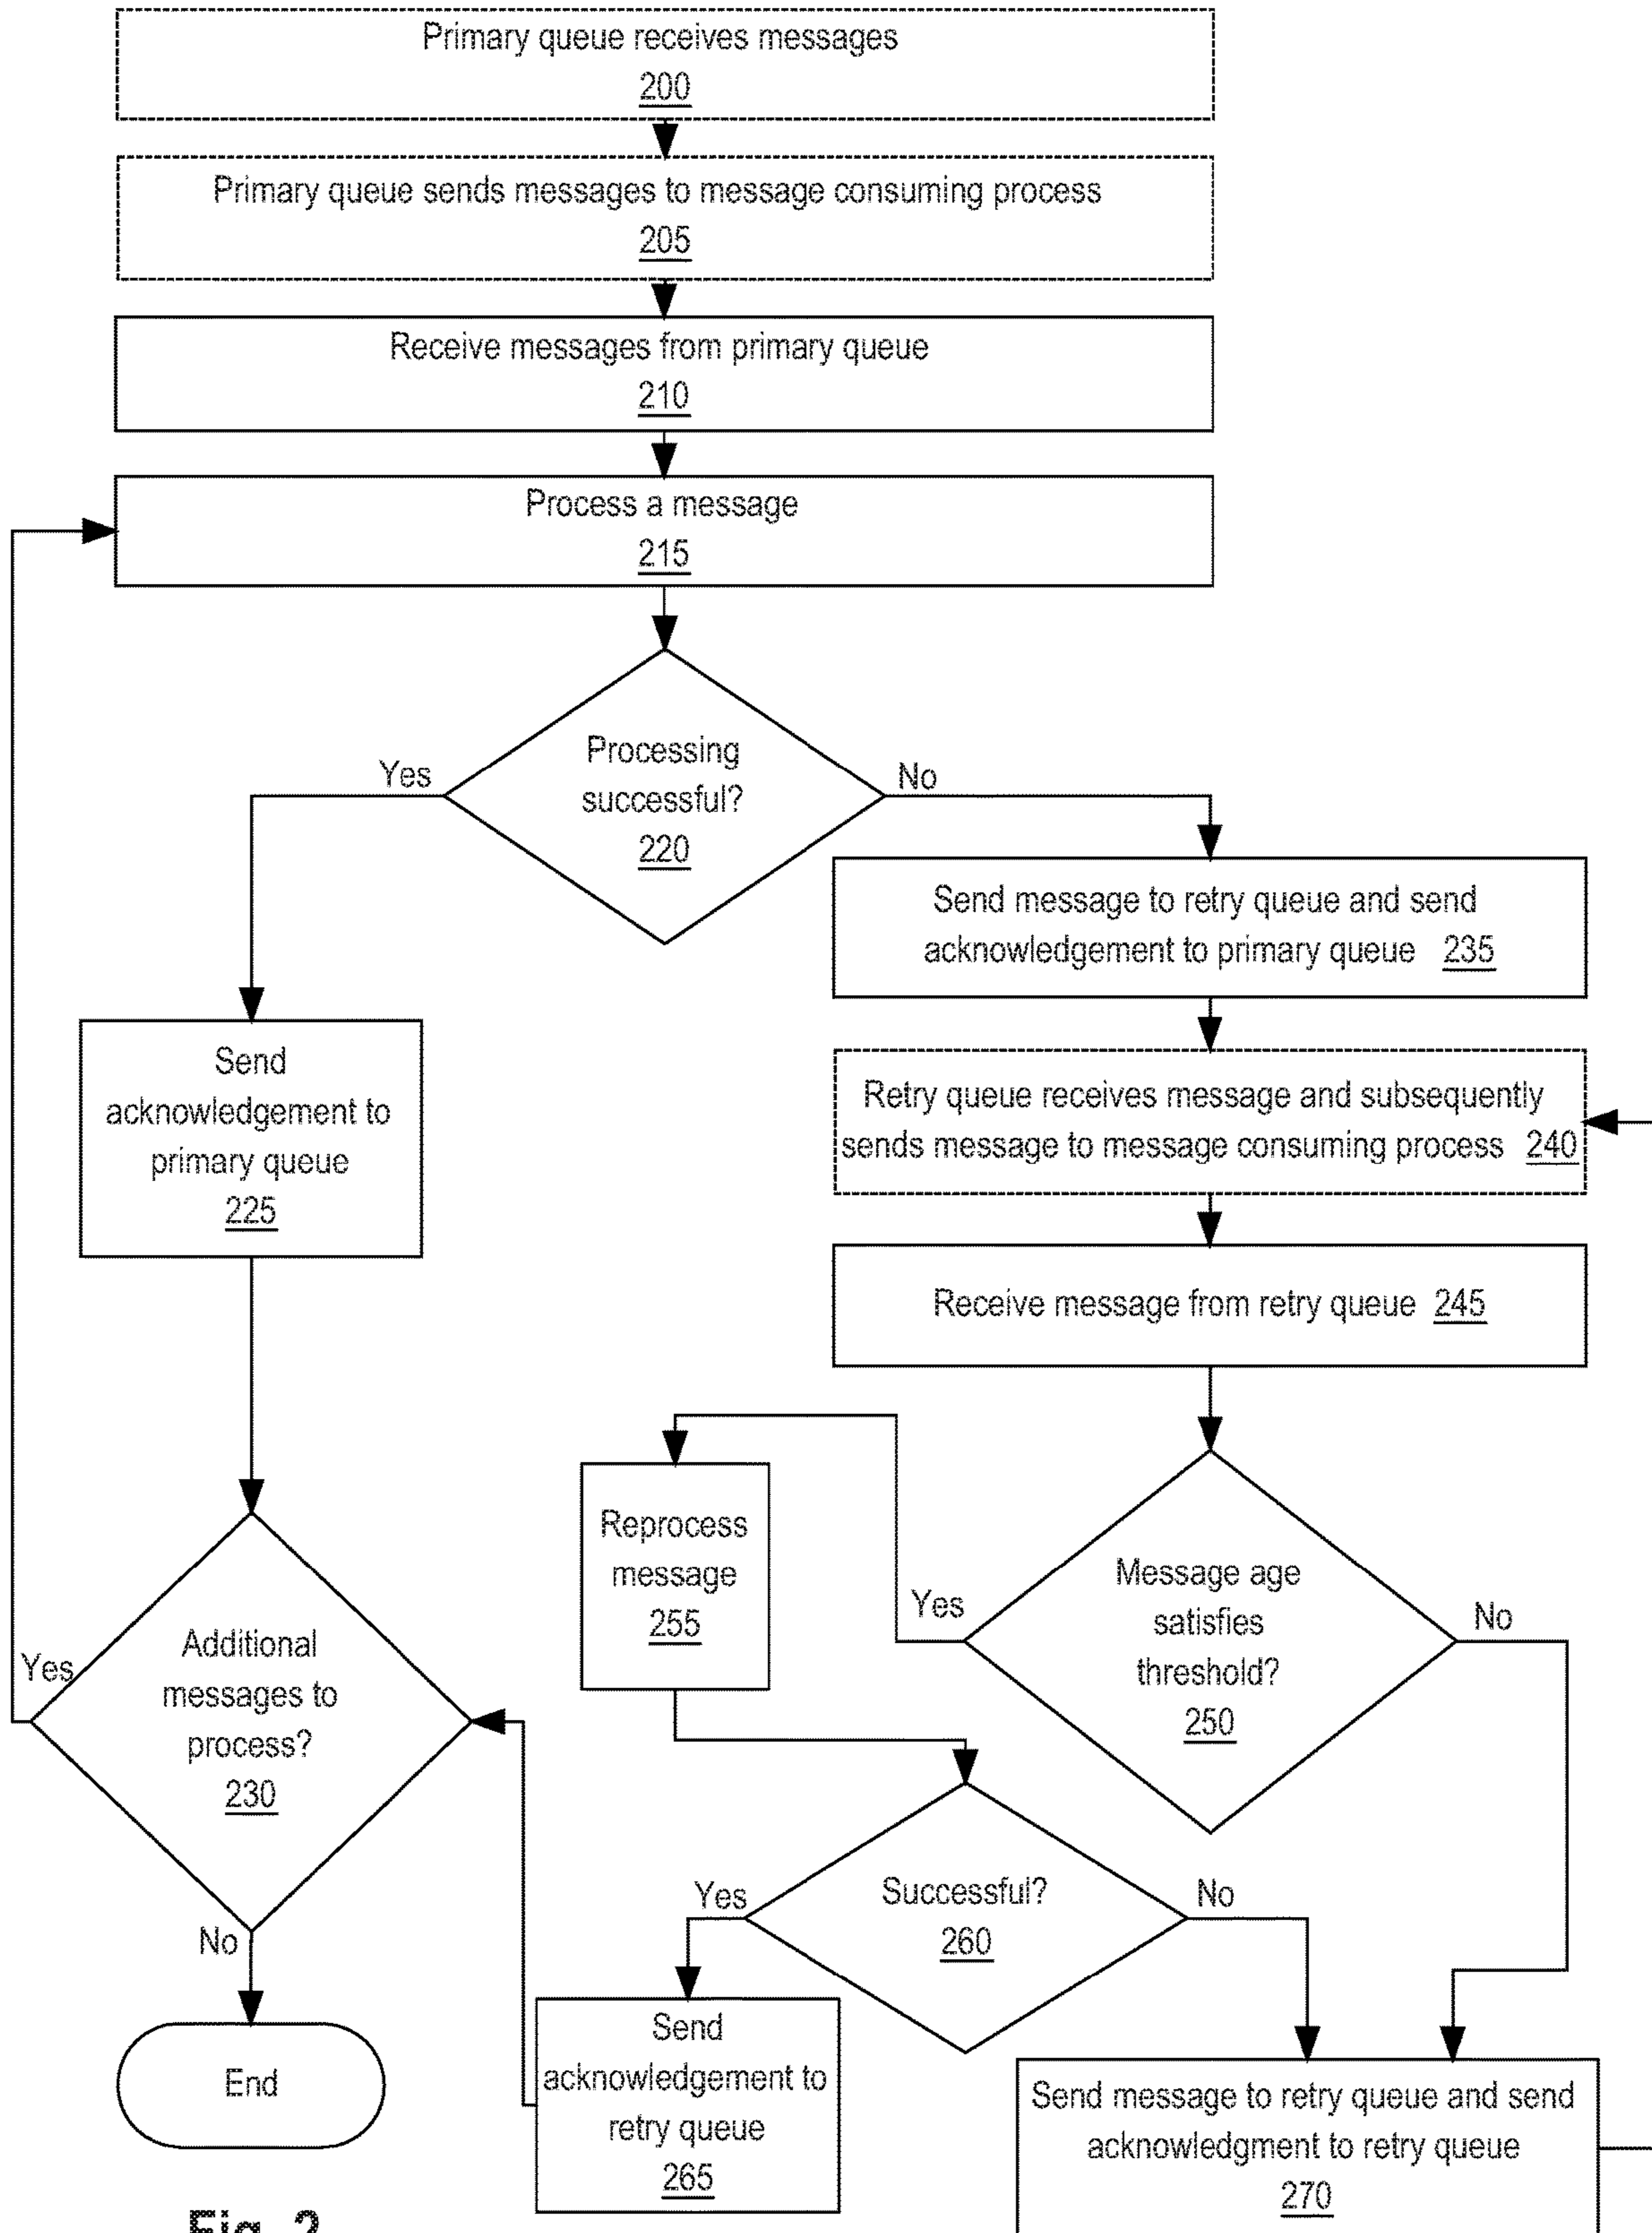 Primary queue receives messages
200
Primary queue sends messages to message consuming process
205
Receive messages from primary queue
210
Process a message
215
Processing
successful?
220
Yes
No
Send
acknowledgement to
primary queue
225
Send message to retry queue and send
acknowledgement to primary queue 235
Retry queue receives message and subsequently
sends message to message consuming process 240
Receive message from retry queue 245
Message age
satisfies
threshold?
250
Yes
No
Reprocess
message
255
Additional
messages to
process?
230
Yes
No
Successful?
260
Yes
No
End
Send
acknowledgement to
retry queue
265
Send message to retry queue and send
acknowledgment to retry queue
270
Fig. 2